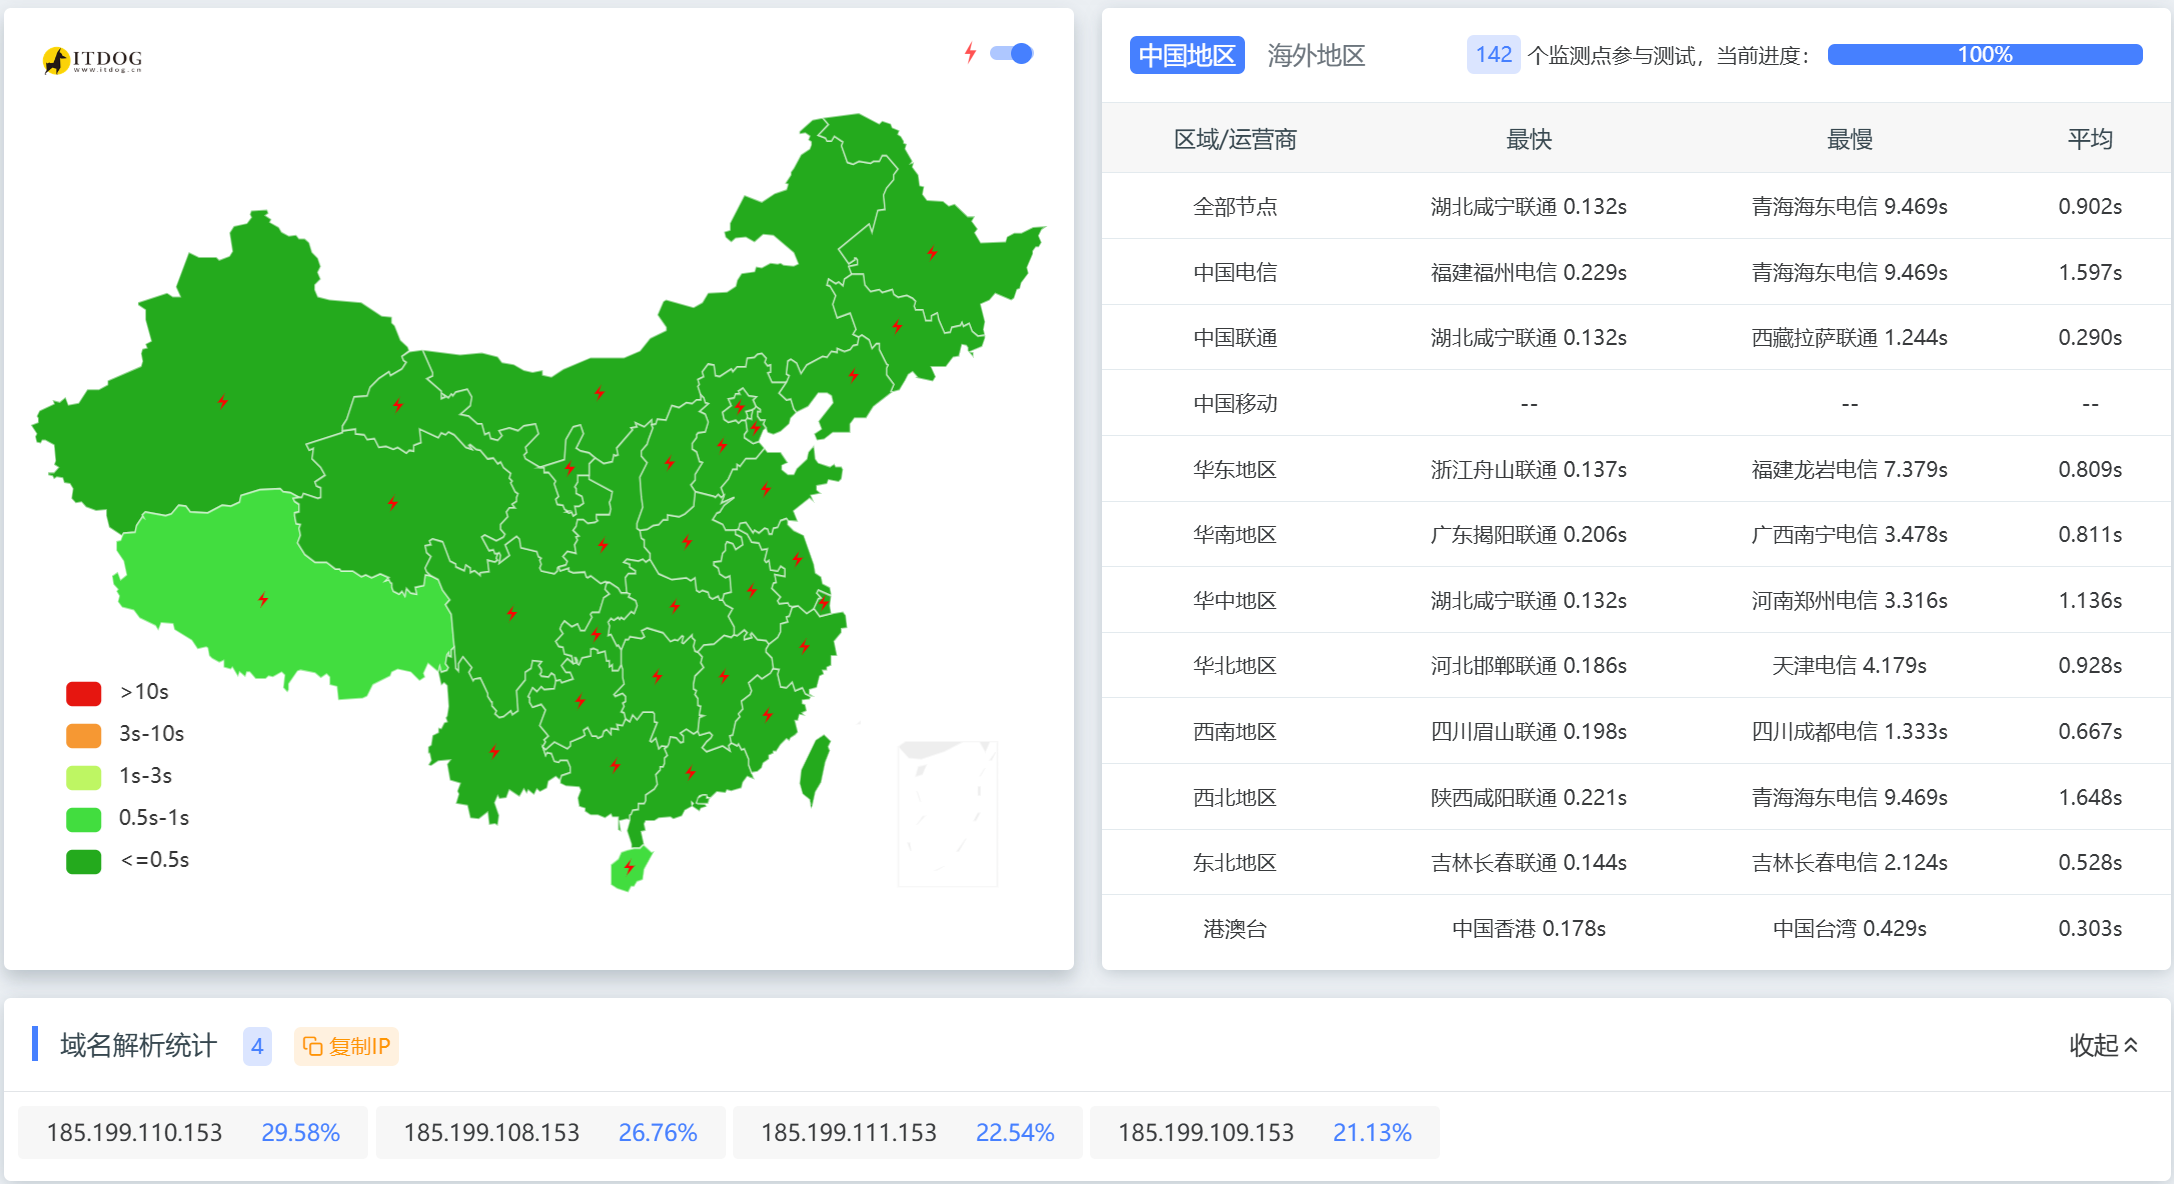 ITDOG
www.itdog.cn
>10s
3s-10s
1s-3s
0.5s-1s
<=0.5s
中国地区 海外地区 142 个监测点参与测试，当前进度： 100%
区域/运营商 最快 最慢 平均
全部节点 湖北咸宁联通 0.132s 青海海东电信 9.469s 0.902s
中国电信 福建福州电信 0.229s 青海海东电信 9.469s 1.597s
中国联通 湖北咸宁联通 0.132s 西藏拉萨联通 1.244s 0.290s
中国移动 -- -- --
华东地区 浙江舟山联通 0.137s 福建龙岩电信 7.379s 0.809s
华南地区 广东揭阳联通 0.206s 广西南宁电信 3.478s 0.811s
华中地区 湖北咸宁联通 0.132s 河南郑州电信 3.316s 1.136s
华北地区 河北邯郸联通 0.186s 天津电信 4.179s 0.928s
西南地区 四川眉山联通 0.198s 四川成都电信 1.333s 0.667s
西北地区 陕西咸阳联通 0.221s 青海海东电信 9.469s 1.648s
东北地区 吉林长春联通 0.144s 吉林长春电信 2.124s 0.528s
港澳台 中国香港 0.178s 中国台湾 0.429s 0.303s
域名解析统计 4 复制IP 收起
185.199.110.153 29.58% 185.199.108.153 26.76% 185.199.111.153 22.54% 185.199.109.153 21.13%